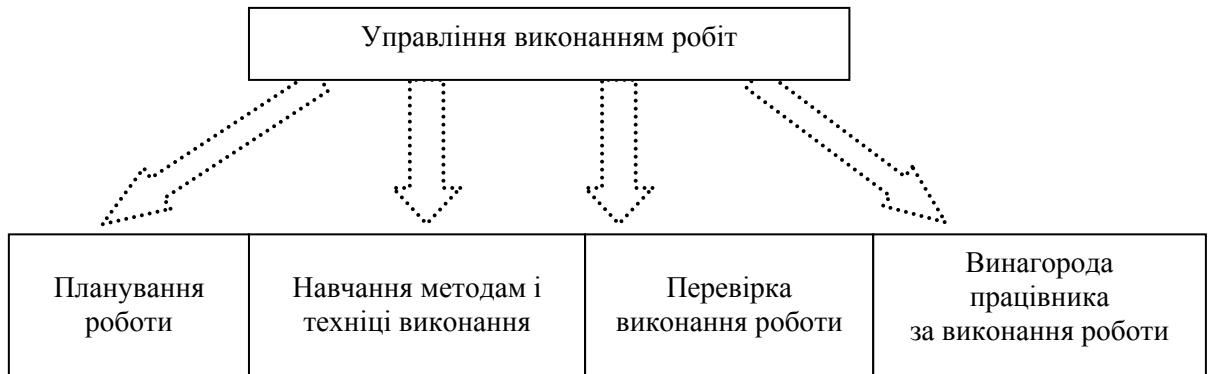 Управління виконанням робіт
Планування
роботи
Навчання методам і
техніці виконання
Перевірка
виконання роботи
Винагорода
працівника
за виконання роботи